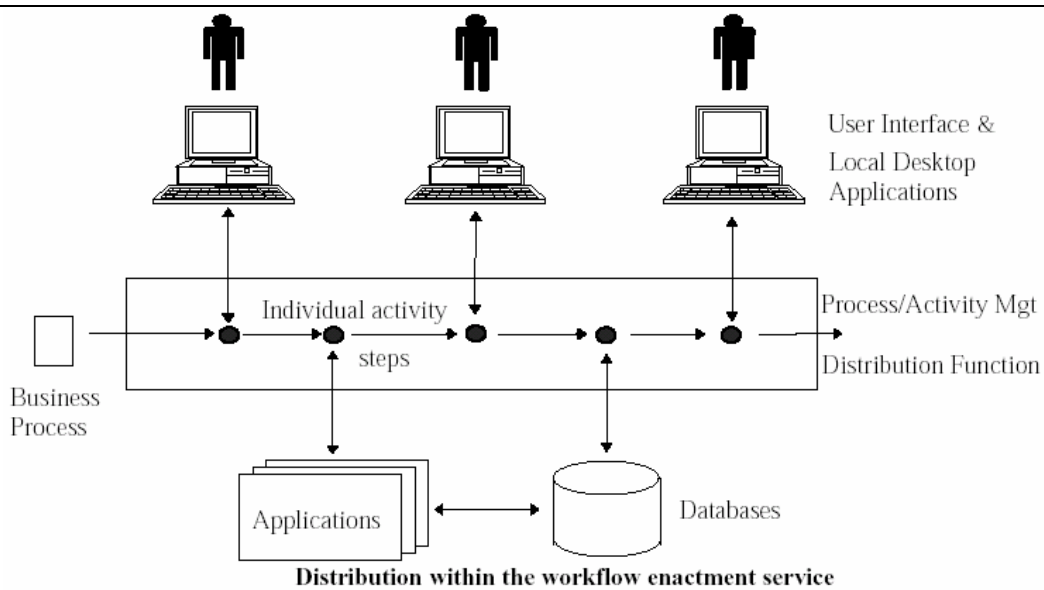 User Interface &
Local Desktop
Applications
Individual activity
steps
Process/Activity Mgt
Distribution Function
Business
Process
Applications
Databases
Distribution within the workflow enactment service